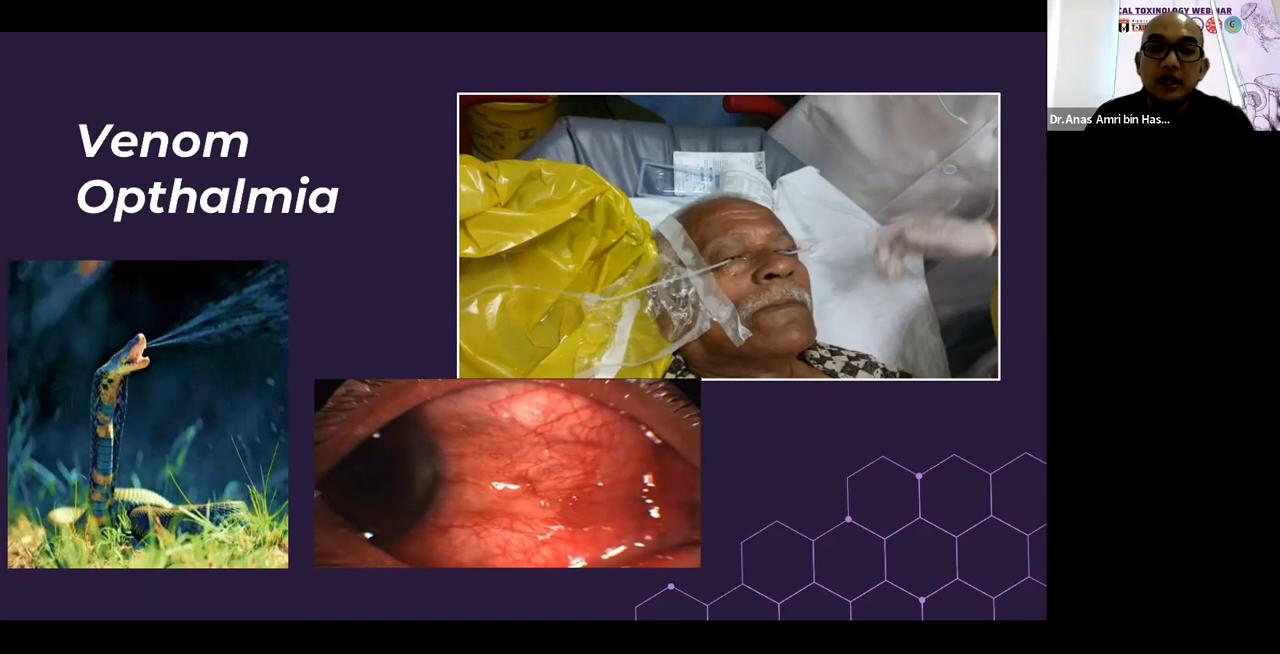 Venom
Opthalmia
CAL TOXINOLOGY WEBINAR
Dr.Anas Amri bin Has...